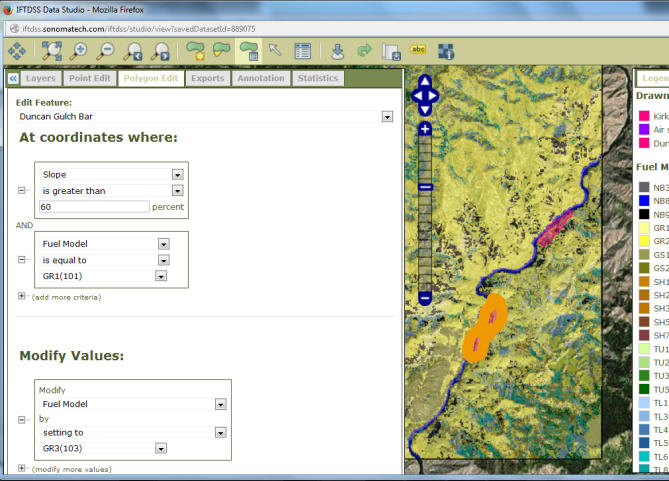 IFTDSS Data Studio - Mozilla Firefox
iftdss.sonomatech.com/iftdss/studio/view?savedDatasetId=889075
abc
Layers Point Edit Polygon Edit Exports Annotation Statistics
Edit Feature:
Duncan Gulch Bar
At coordinates where:
Slope
is greater than
60 percent
AND
Fuel Model
is equal to
GR1(101)
(add more criteria)
Modify Values:
Modify
Fuel Model
by
setting to
GR3(103)
(modify more values)
Legen
Drawn
Kirk
Air s
Dun
Fuel M
NB3
NB8
NB9
GR1
GR2
GS1
GS2
SH1
SH2
SH3
SH5
SH7
TU1
TU2
TU3
TU5
TL1
TL3
TL4
TL5
TL6
TL8